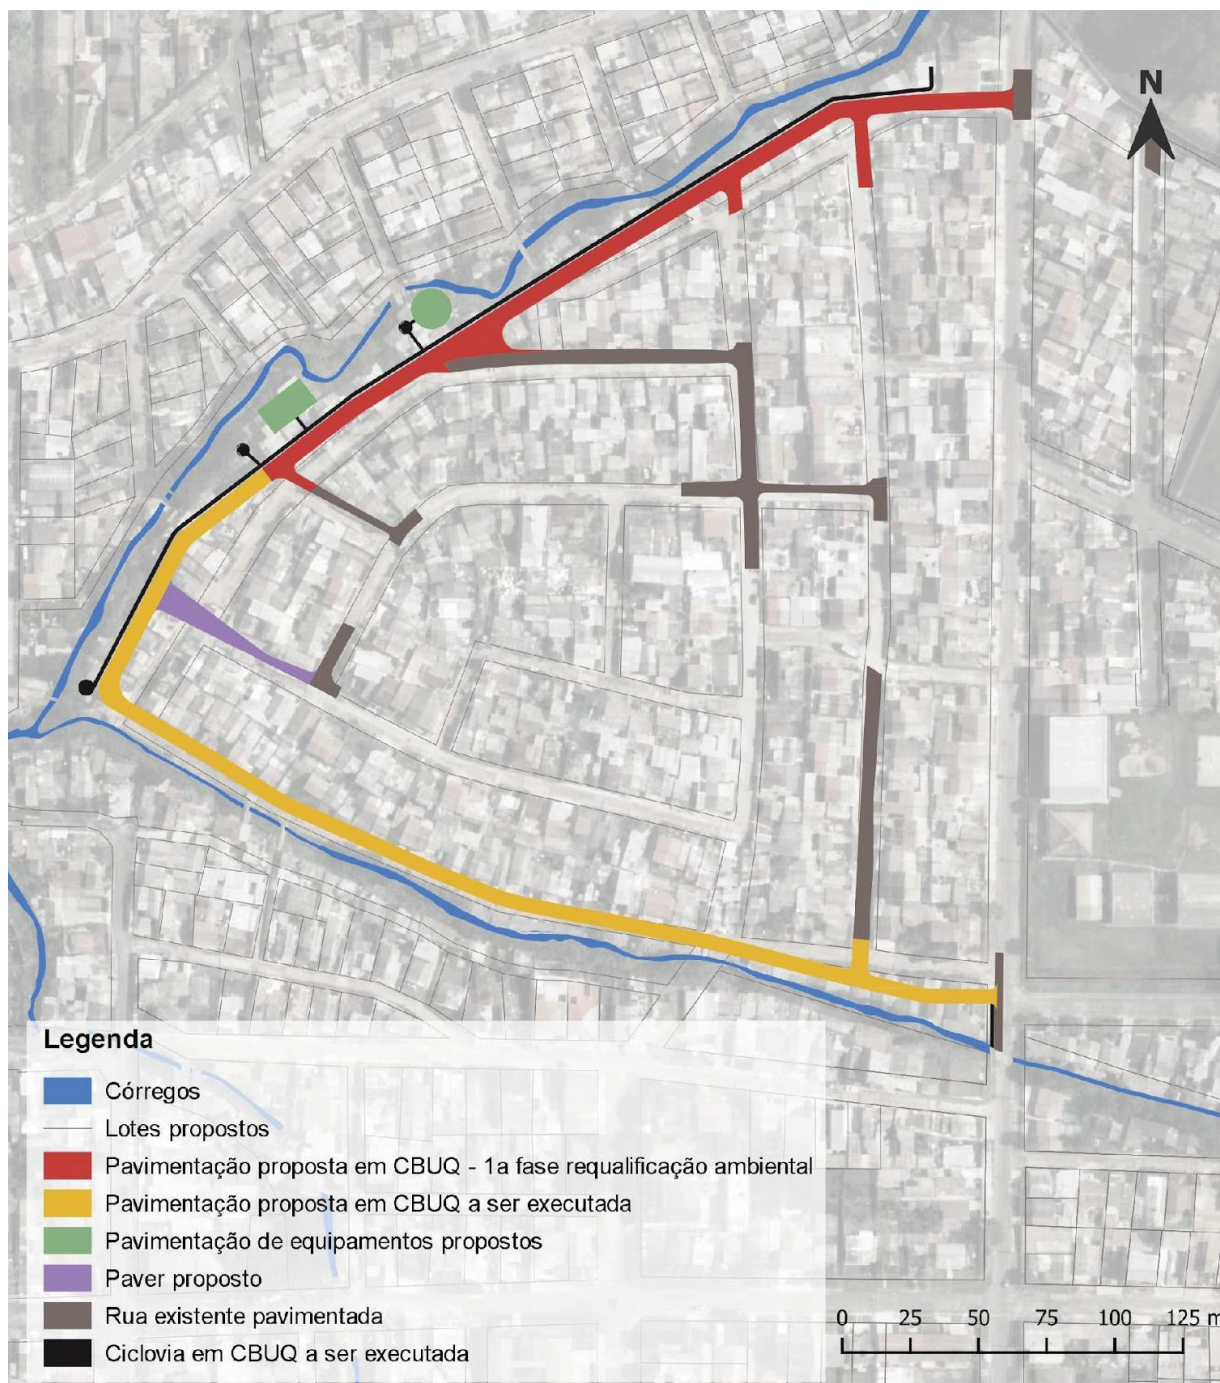 N
Legenda
Córregos
Lotes propostos
Pavimentação proposta em CBUQ - 1a fase requalificação ambiental
Pavimentação proposta em CBUQ a ser executada
Pavimentação de equipamentos propostos
Paver proposto
Rua existente pavimentada
Ciclovia em CBUQ a ser executada
0 25 50 75 100 125 m